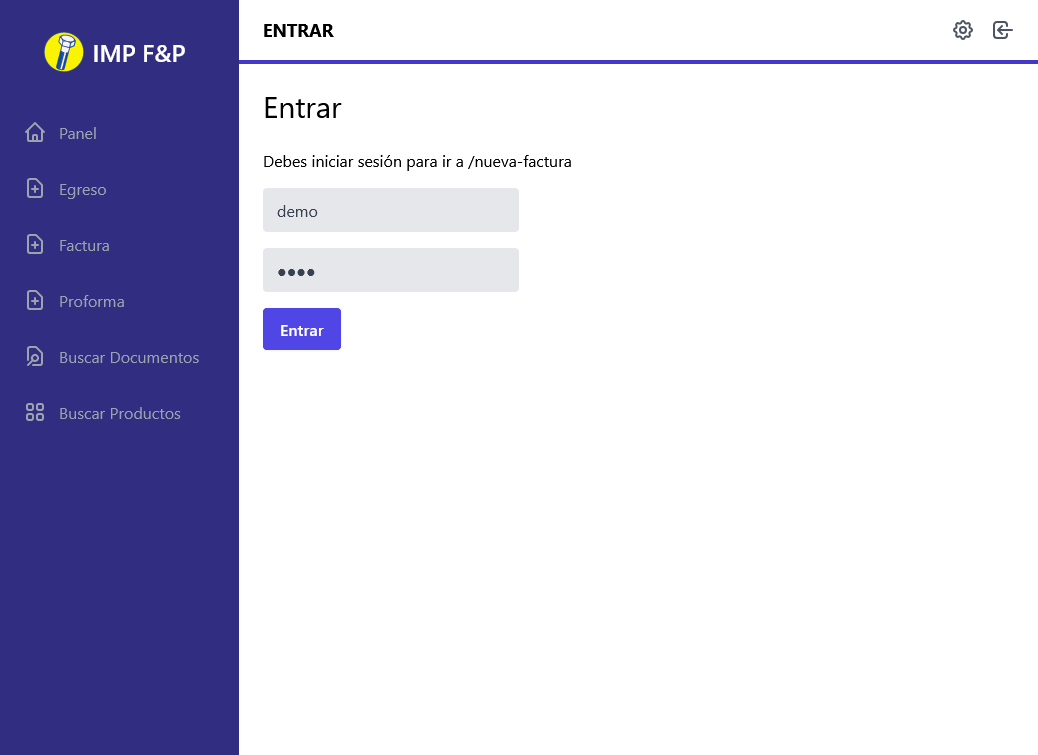 IMP F&P
Panel
Egreso
Factura
Proforma
Buscar Documentos
Buscar Productos
ENTRAR
Entrar
Debes iniciar sesión para ir a /nueva-factura
demo
●●●●
Entrar